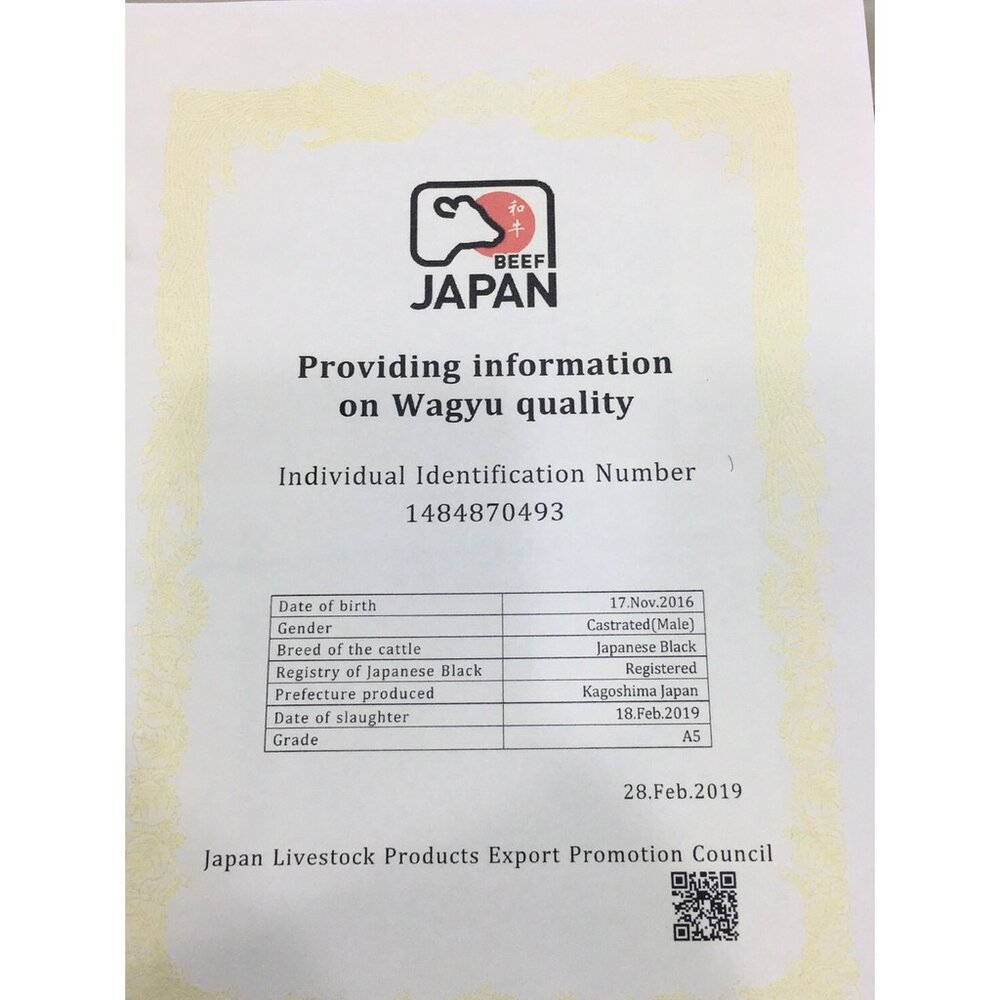 和牛
BEEF
JAPAN
Providing information
on Wagyu quality
Individual Identification Number
1484870493
Date of birth 17.Nov.2016
Gender Castrated(Male)
Breed of the cattle Japanese Black
Registry of Japanese Black Registered
Prefecture produced Kagoshima Japan
Date of slaughter 18.Feb.2019
Grade A5
28.Feb.2019
Japan Livestock Products Export Promotion Council